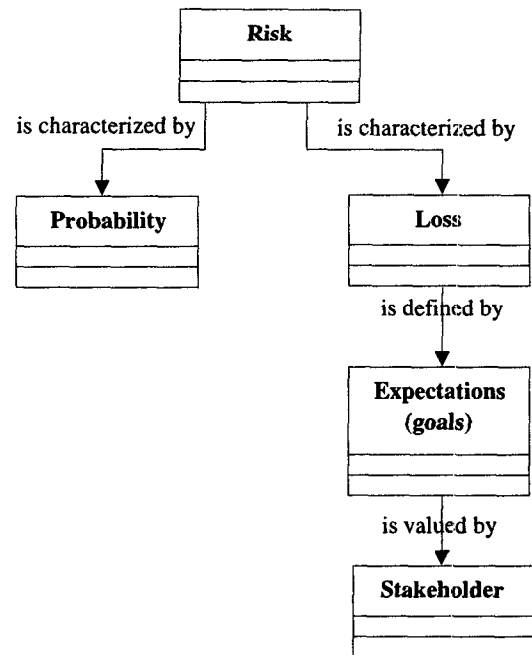 Risk
is characterized by
is characterized by
Probability
Loss
is defined by
Expectations
(goals)
is valued by
Stakeholder